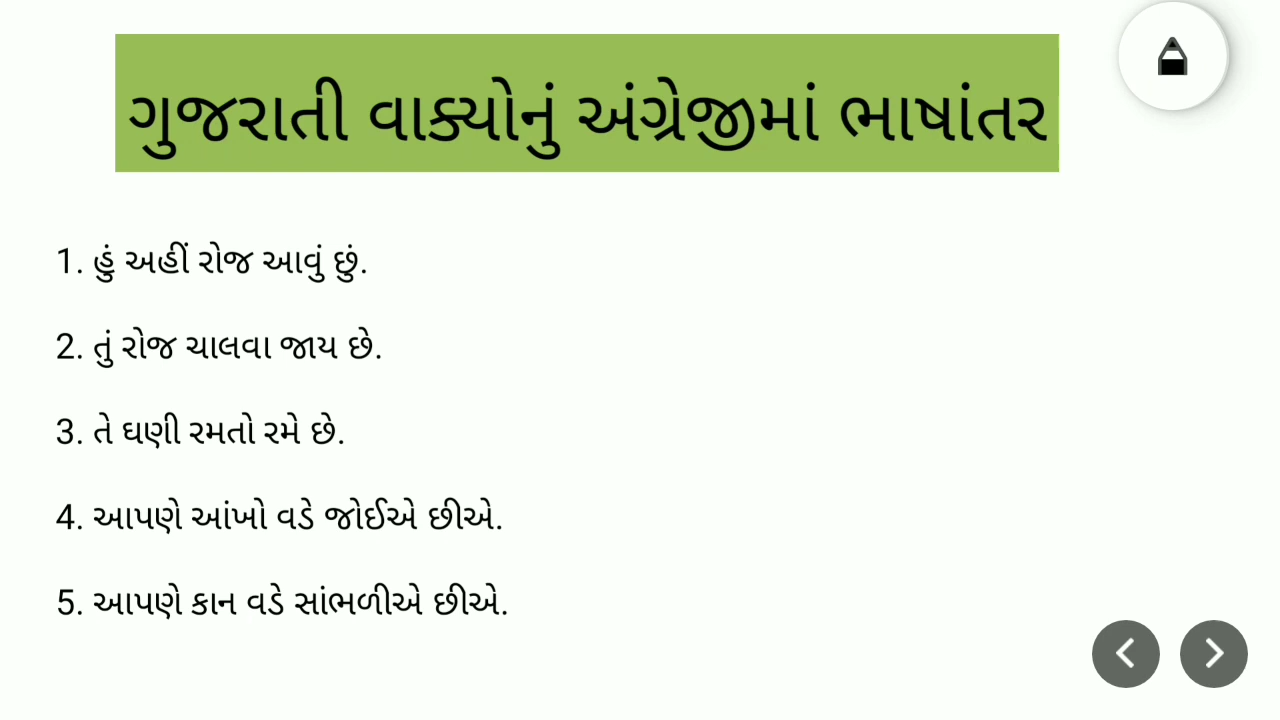 ગુજરાતી વાક્યોનું અંગ્રેજીમાં ભાષાંતર
1. હું અહીં રોજ આવું છું.
2. તું રોજ ચાલવા જાય છે.
3. તે ઘણી રમતો રમે છે.
4. આપણે આંખો વડે જોઈએ છીએ.
5. આપણે કાન વડે સાંભળીએ છીએ.